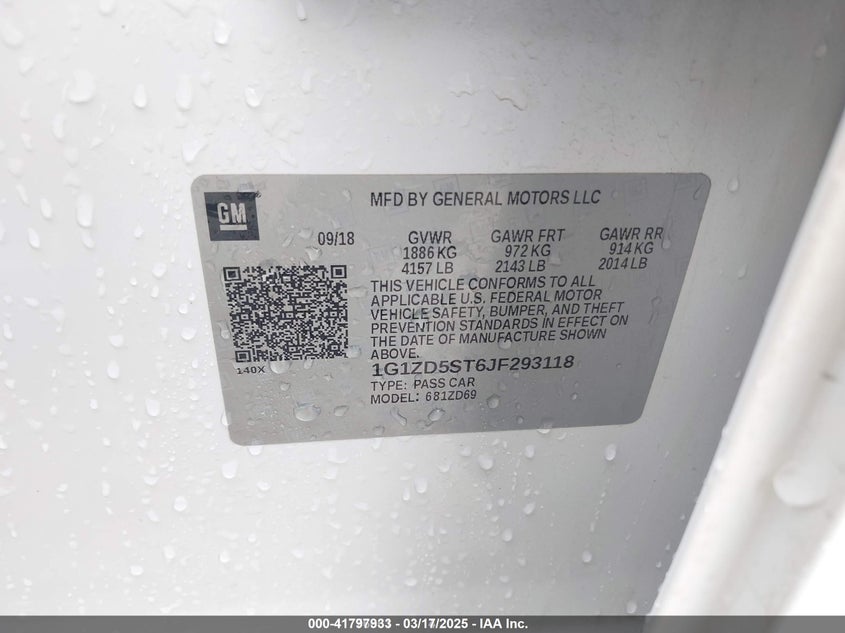 GM
MFD BY GENERAL MOTORS LLC
09/18 GVWR GAWR FRT GAWR RR
1886 KG 972 KG 914 KG
4157 LB 2143 LB 2014 LB
THIS VEHICLE CONFORMS TO ALL
APPLICABLE U.S. FEDERAL MOTOR
VEHICLE SAFETY, BUMPER, AND THEFT
PREVENTION STANDARDS IN EFFECT ON
THE DATE OF MANUFACTURE SHOWN
ABOVE.
140X
1G1ZD5ST6JF293118
TYPE: PASS CAR
MODEL: 681ZD69
000-41797933 / 03/17/2025 - IAA Inc.